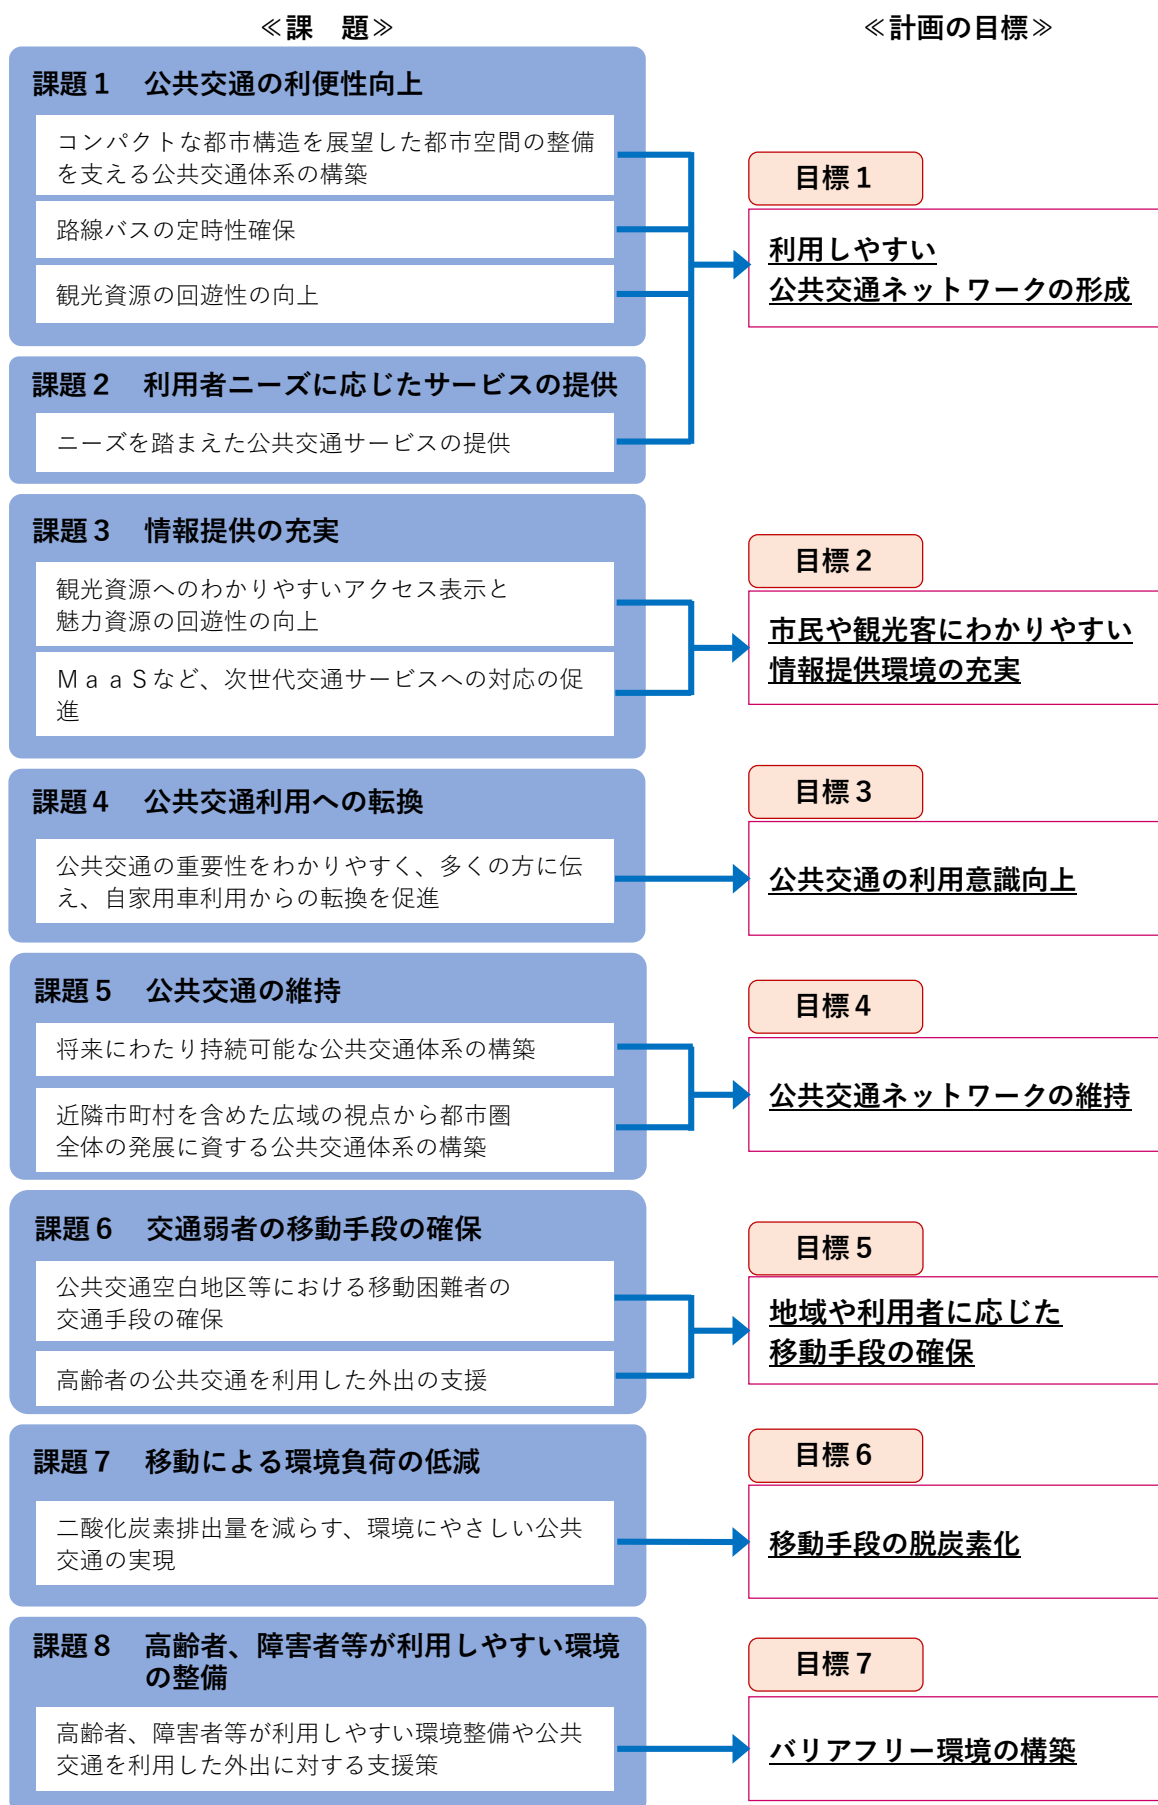 ≪課　題≫
≪計画の目標≫
課題１　公共交通の利便性向上
コンパクトな都市構造を展望した都市空間の整備
を支える公共交通体系の構築
路線バスの定時性確保
観光資源の回遊性の向上
目標１
利用しやすい
公共交通ネットワークの形成
課題２　利用者ニーズに応じたサービスの提供
ニーズを踏まえた公共交通サービスの提供
課題３　情報提供の充実
観光資源へのわかりやすいアクセス表示と
魅力資源の回遊性の向上
ＭａａＳなど、次世代交通サービスへの対応の促
進
目標２
市民や観光客にわかりやすい
情報提供環境の充実
課題４　公共交通利用への転換
公共交通の重要性をわかりやすく、多くの方に伝
え、自家用車利用からの転換を促進
目標３
公共交通の利用意識向上
課題５　公共交通の維持
将来にわたり持続可能な公共交通体系の構築
近隣市町村を含めた広域の視点から都市圏
全体の発展に資する公共交通体系の構築
目標４
公共交通ネットワークの維持
課題６　交通弱者の移動手段の確保
公共交通空白地区等における移動困難者の
交通手段の確保
高齢者の公共交通を利用した外出の支援
目標５
地域や利用者に応じた
移動手段の確保
課題７　移動による環境負荷の低減
二酸化炭素排出量を減らす、環境にやさしい公共
交通の実現
目標６
移動手段の脱炭素化
課題８　高齢者、障害者等が利用しやすい環境
の整備
高齢者、障害者等が利用しやすい環境整備や公共
交通を利用した外出に対する支援策
目標７
バリアフリー環境の構築